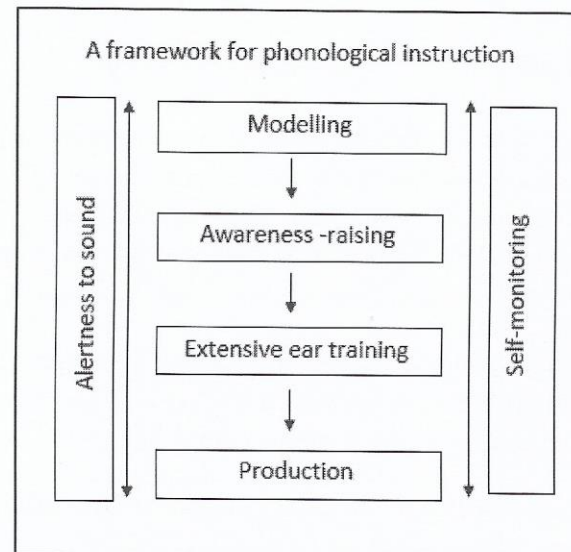 A framework for phonological instruction
Modelling
Awareness -raising
Extensive ear training
Production
Alertness to sound
Self-monitoring